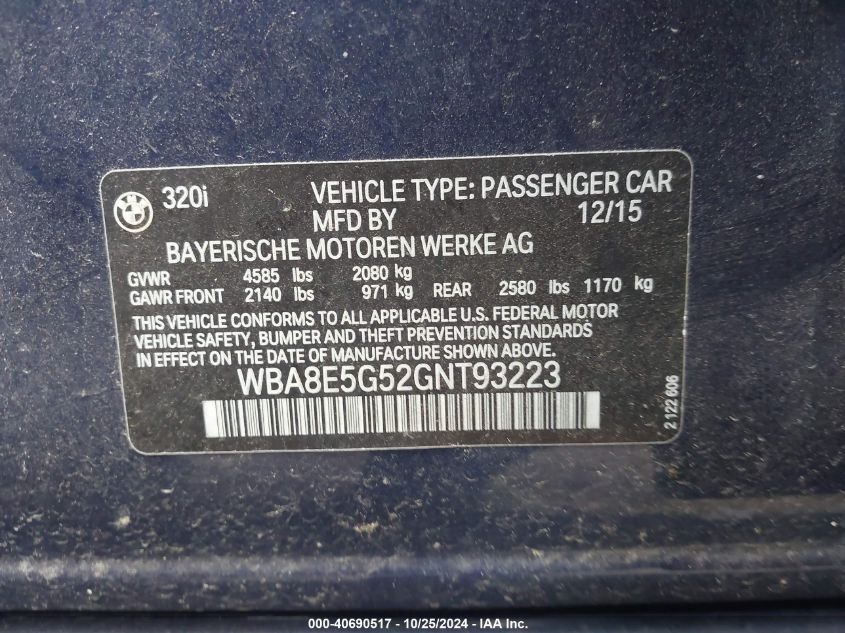 320i VEHICLE TYPE: PASSENGER CAR
MFD BY 12/15
BAYERISCHE MOTOREN WERKE AG
GVWR 4585 lbs 2080 kg
GAWR FRONT 2140 lbs 971 kg REAR 2580 lbs 1170 kg
THIS VEHICLE CONFORMS TO ALL APPLICABLE U.S. FEDERAL MOTOR
VEHICLE SAFETY, BUMPER AND THEFT PREVENTION STANDARDS
IN EFFECT ON THE DATE OF MANUFACTURE SHOWN ABOVE.
WBA8E5G52GNT93223
2 122 606
000-40690517 - 10/25/2024 - IAA Inc.